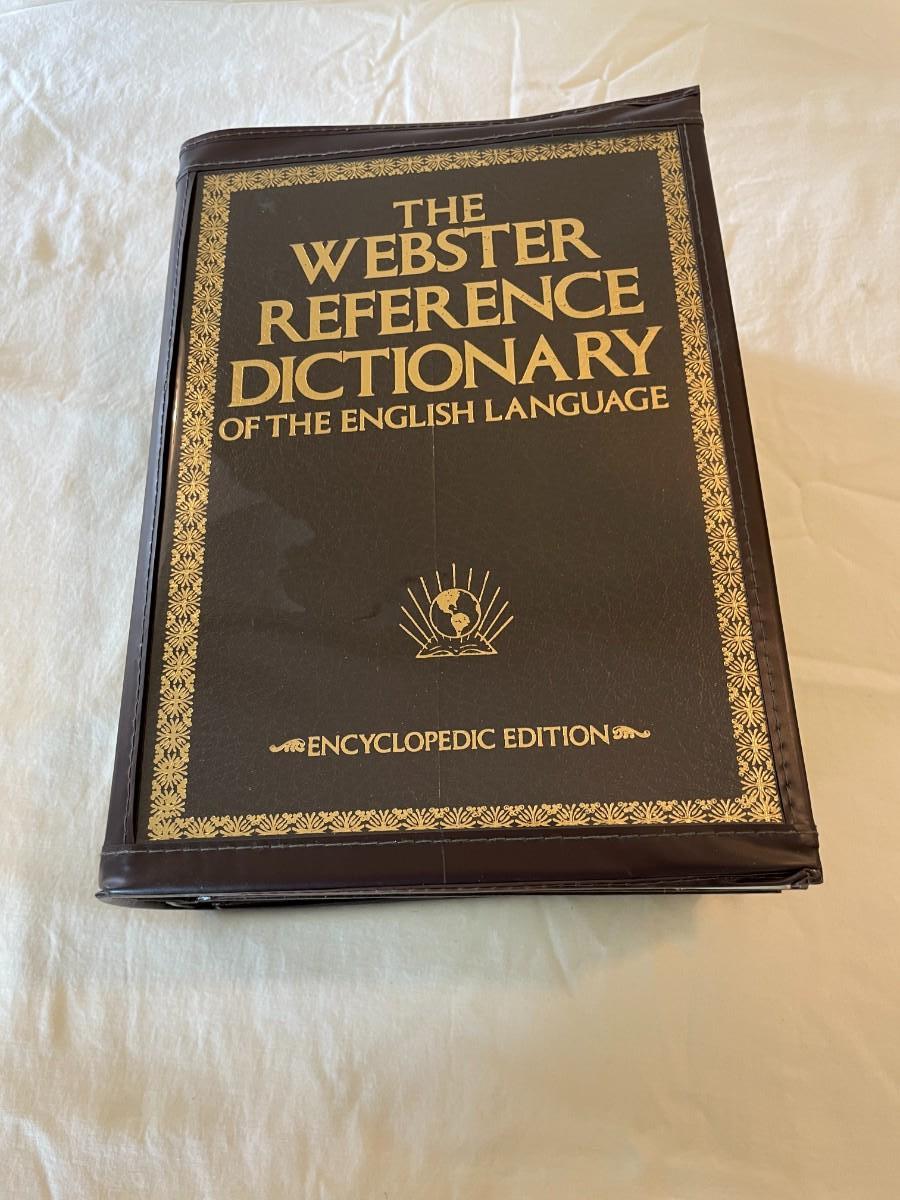 THE
WEBSTER
REFERENCE
DICTIONARY
OF THE ENGLISH LANGUAGE
ENCYCLOPEDIC EDITION